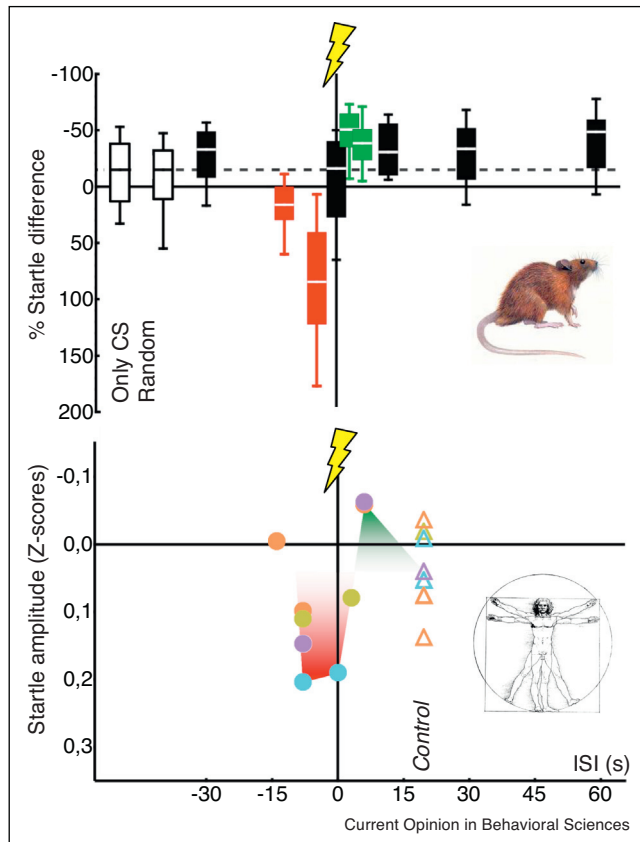 -100
-50
0
50
100
150
200
% Startle difference
Only CS
Random
-0,1
0,0
0,1
0,2
0,3
Startle amplitude (Z-scores)
Control
ISI (s)
-30 -15 0 15 30 45 60
Current Opinion in Behavioral Sciences